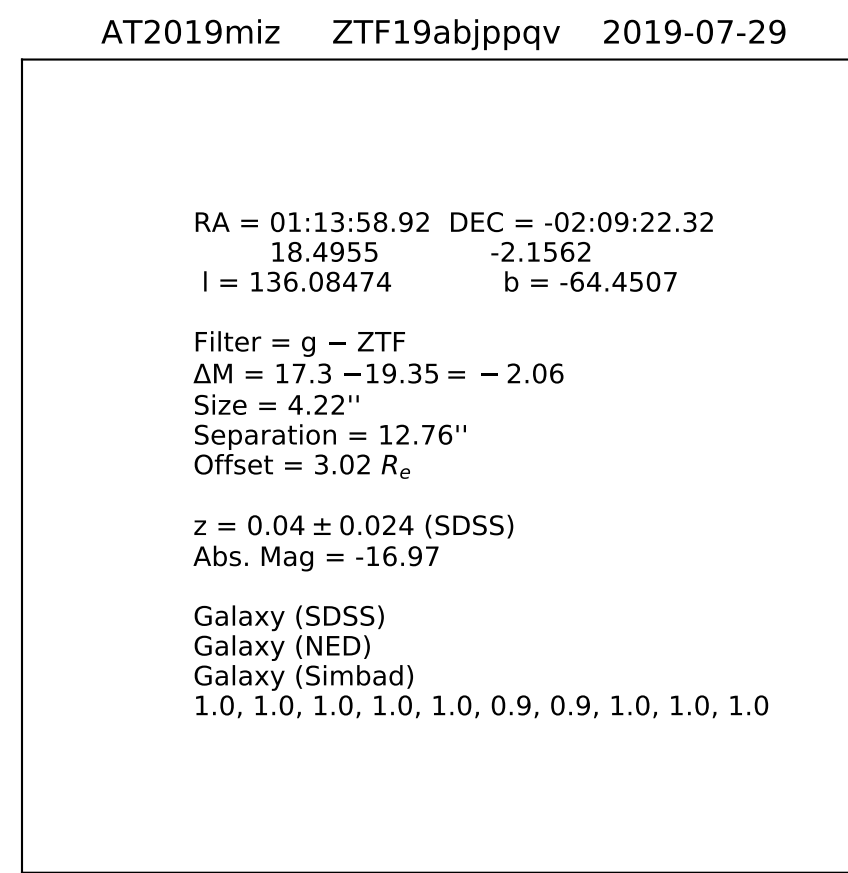 AT2019miz ZTF19abjppqv 2019-07-29
RA = 01:13:58.92 DEC = -02:09:22.32
18.4955 -2.1562
l = 136.08474 b = -64.4507
Filter = g − ZTF
ΔM = 17.3 −19.35 = − 2.06
Size = 4.22''
Separation = 12.76''
Offset = 3.02 Rₑ
z = 0.04 ± 0.024 (SDSS)
Abs. Mag = -16.97
Galaxy (SDSS)
Galaxy (NED)
Galaxy (Simbad)
1.0, 1.0, 1.0, 1.0, 1.0, 0.9, 0.9, 1.0, 1.0, 1.0